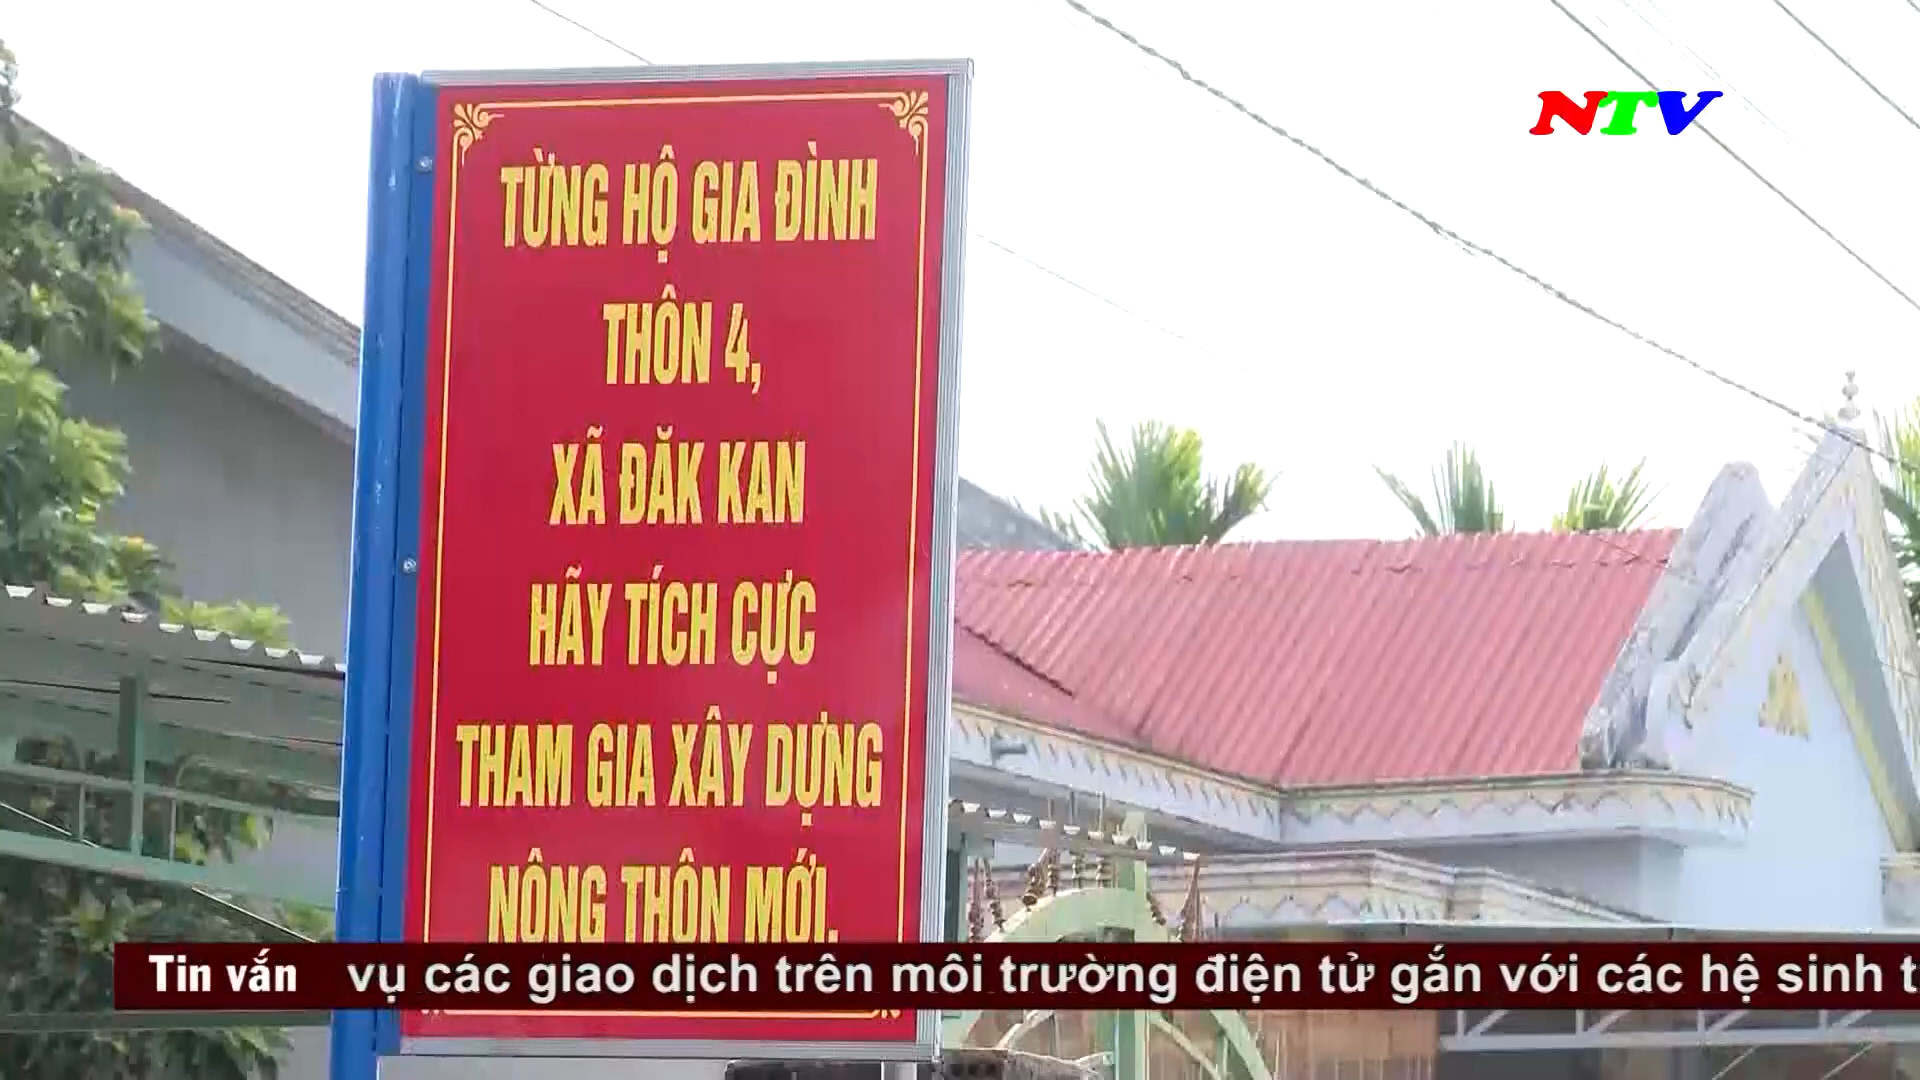 NTV
TỪNG HỘ GIA ĐÌNH
THÔN 4,
XÃ ĐĂK KAN
HÃY TÍCH CỰC
THAM GIA XÂY DỰNG
NÔNG THÔN MỚI.
Tin vắn vụ các giao dịch trên môi trường điện tử gắn với các hệ sinh